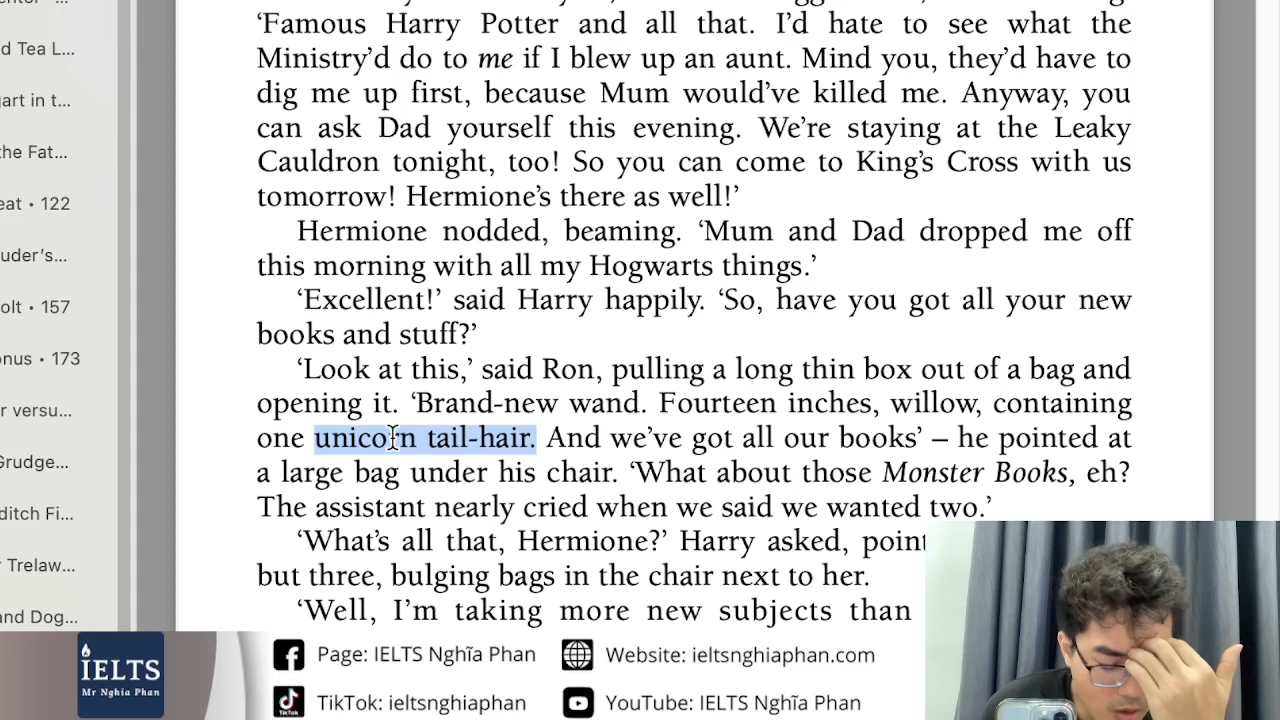 'Famous Harry Potter and all that. I'd hate to see what the
Ministry'd do to me if I blew up an aunt. Mind you, they'd have to
dig me up first, because Mum would've killed me. Anyway, you
can ask Dad yourself this evening. We're staying at the Leaky
Cauldron tonight, too! So you can come to King's Cross with us
tomorrow! Hermione's there as well!'
Hermione nodded, beaming. 'Mum and Dad dropped me off
this morning with all my Hogwarts things.'
'Excellent!' said Harry happily. 'So, have you got all your new
books and stuff?'
'Look at this,' said Ron, pulling a long thin box out of a bag and
opening it. 'Brand-new wand. Fourteen inches, willow, containing
one unicorn tail-hair. And we've got all our books' – he pointed at
a large bag under his chair. 'What about those Monster Books, eh?
The assistant nearly cried when we said we wanted two.'
'What's all that, Hermione?' Harry asked, point
but three, bulging bags in the chair next to her.
'Well, I'm taking more new subjects than
d Tea L...
gart in t...
the Fat...
eat • 122
uder's...
olt • 157
onus • 173
r versu...
Grudge...
ditch Fi...
r Trelaw...
and Dog...
IELTS
Mr Nghia Phan
Page: IELTS Nghĩa Phan
TikTok: ieltsnghiaphan
Website: ieltsnghiaphan.com
YouTube: IELTS Nghĩa Phan